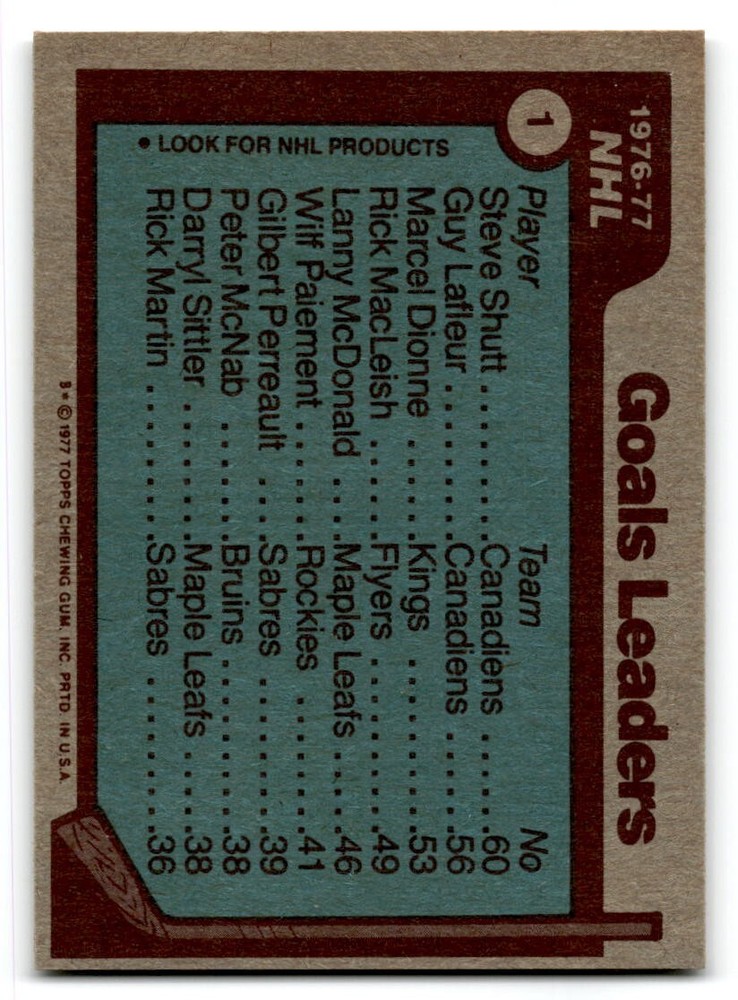 1
1976-77
NHL
Goals Leaders
Player Team No
Steve Shutt........Canadiens.....60
Guy Lafleur........Canadiens.....56
Marcel Dionne......Kings.........53
Rick MacLeish......Flyers........49
Lanny McDonald....Maple Leafs....46
Wilf Paiement......Rockies.......41
Gilbert Perreault...Sabres.......39
Peter McNab........Bruins........38
Darryl Sittler.....Maple Leafs...38
Rick Martin........Sabres........36
• LOOK FOR NHL PRODUCTS
B* © 1977 TOPPS CHEWING GUM, INC. PRTD. IN U.S.A.